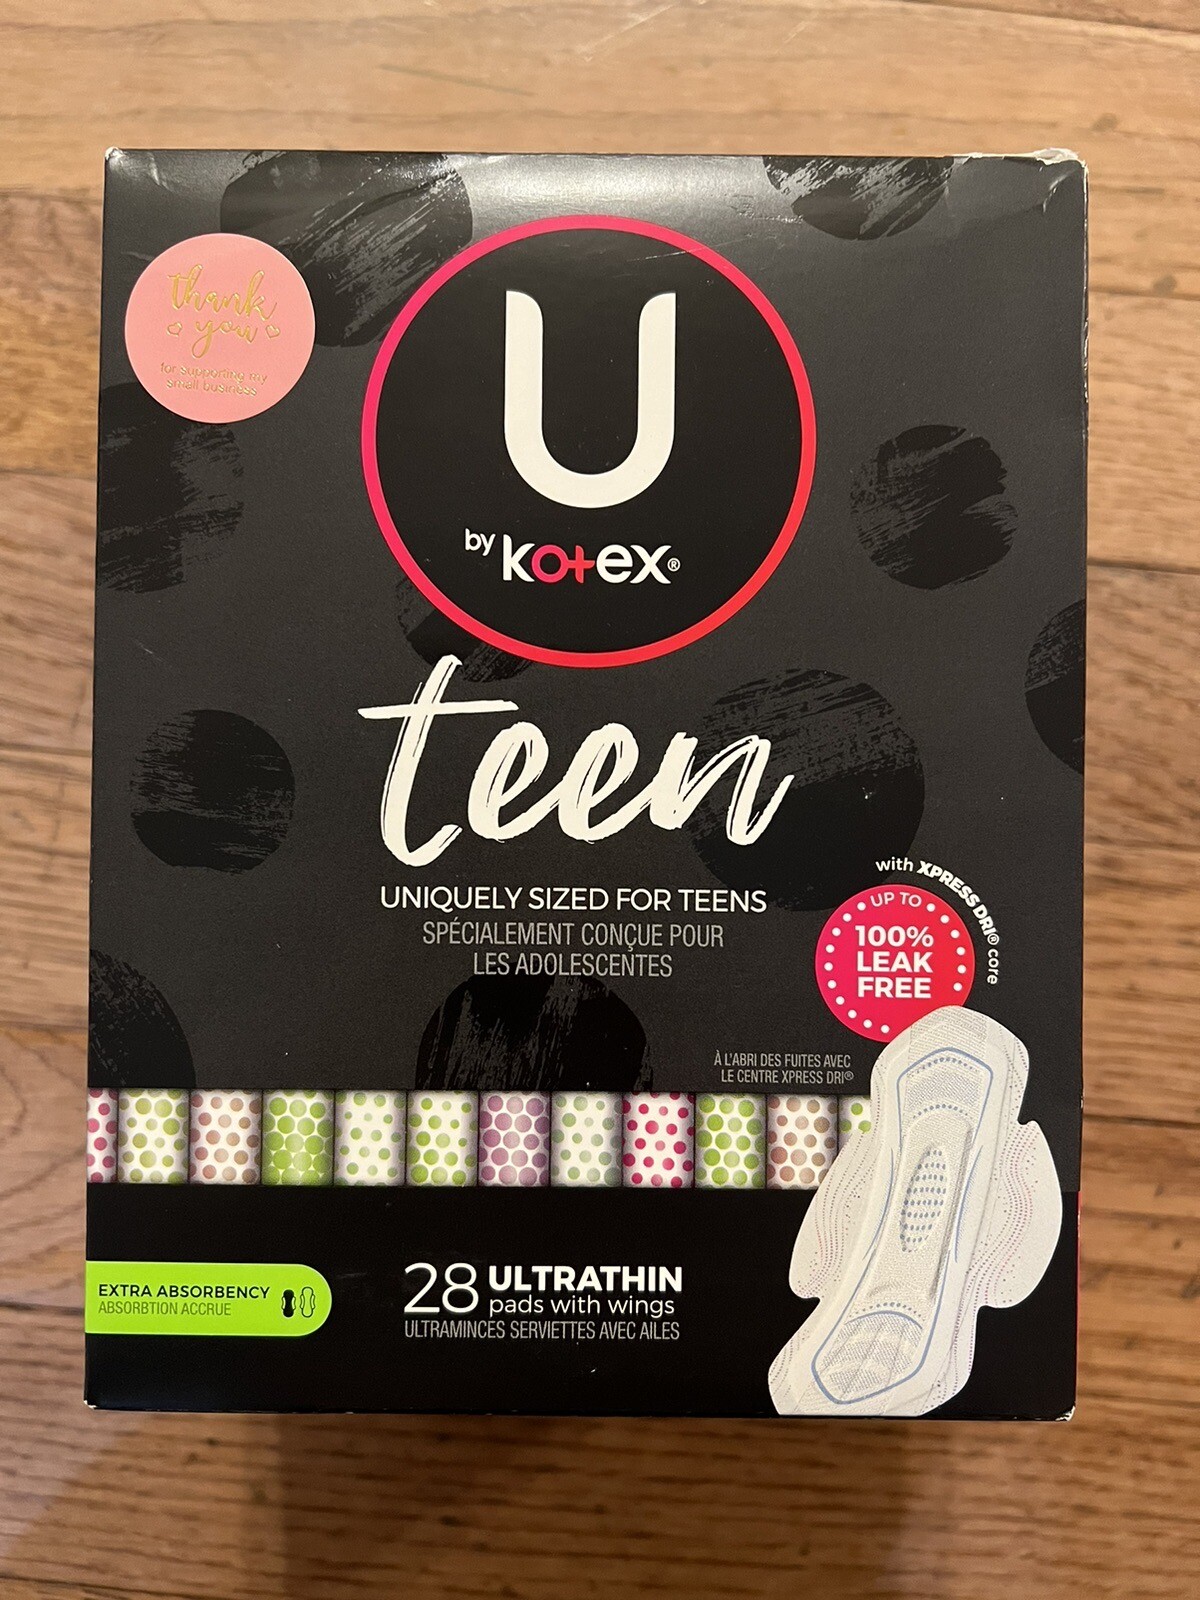 thank
you
for supporting my
small business
U
by kotex®
teen
UNIQUELY SIZED FOR TEENS
SPÉCIALEMENT CONÇUE POUR
LES ADOLESCENTES
with XPRESS DRI® core
UP TO
100%
LEAK
FREE
À L'ABRI DES FUITES AVEC
LE CENTRE XPRESS DRI®
EXTRA ABSORBENCY
ABSORBTION ACCRUE
28 ULTRATHIN
pads with wings
ULTRAMINCES SERVIETTES AVEC AILES